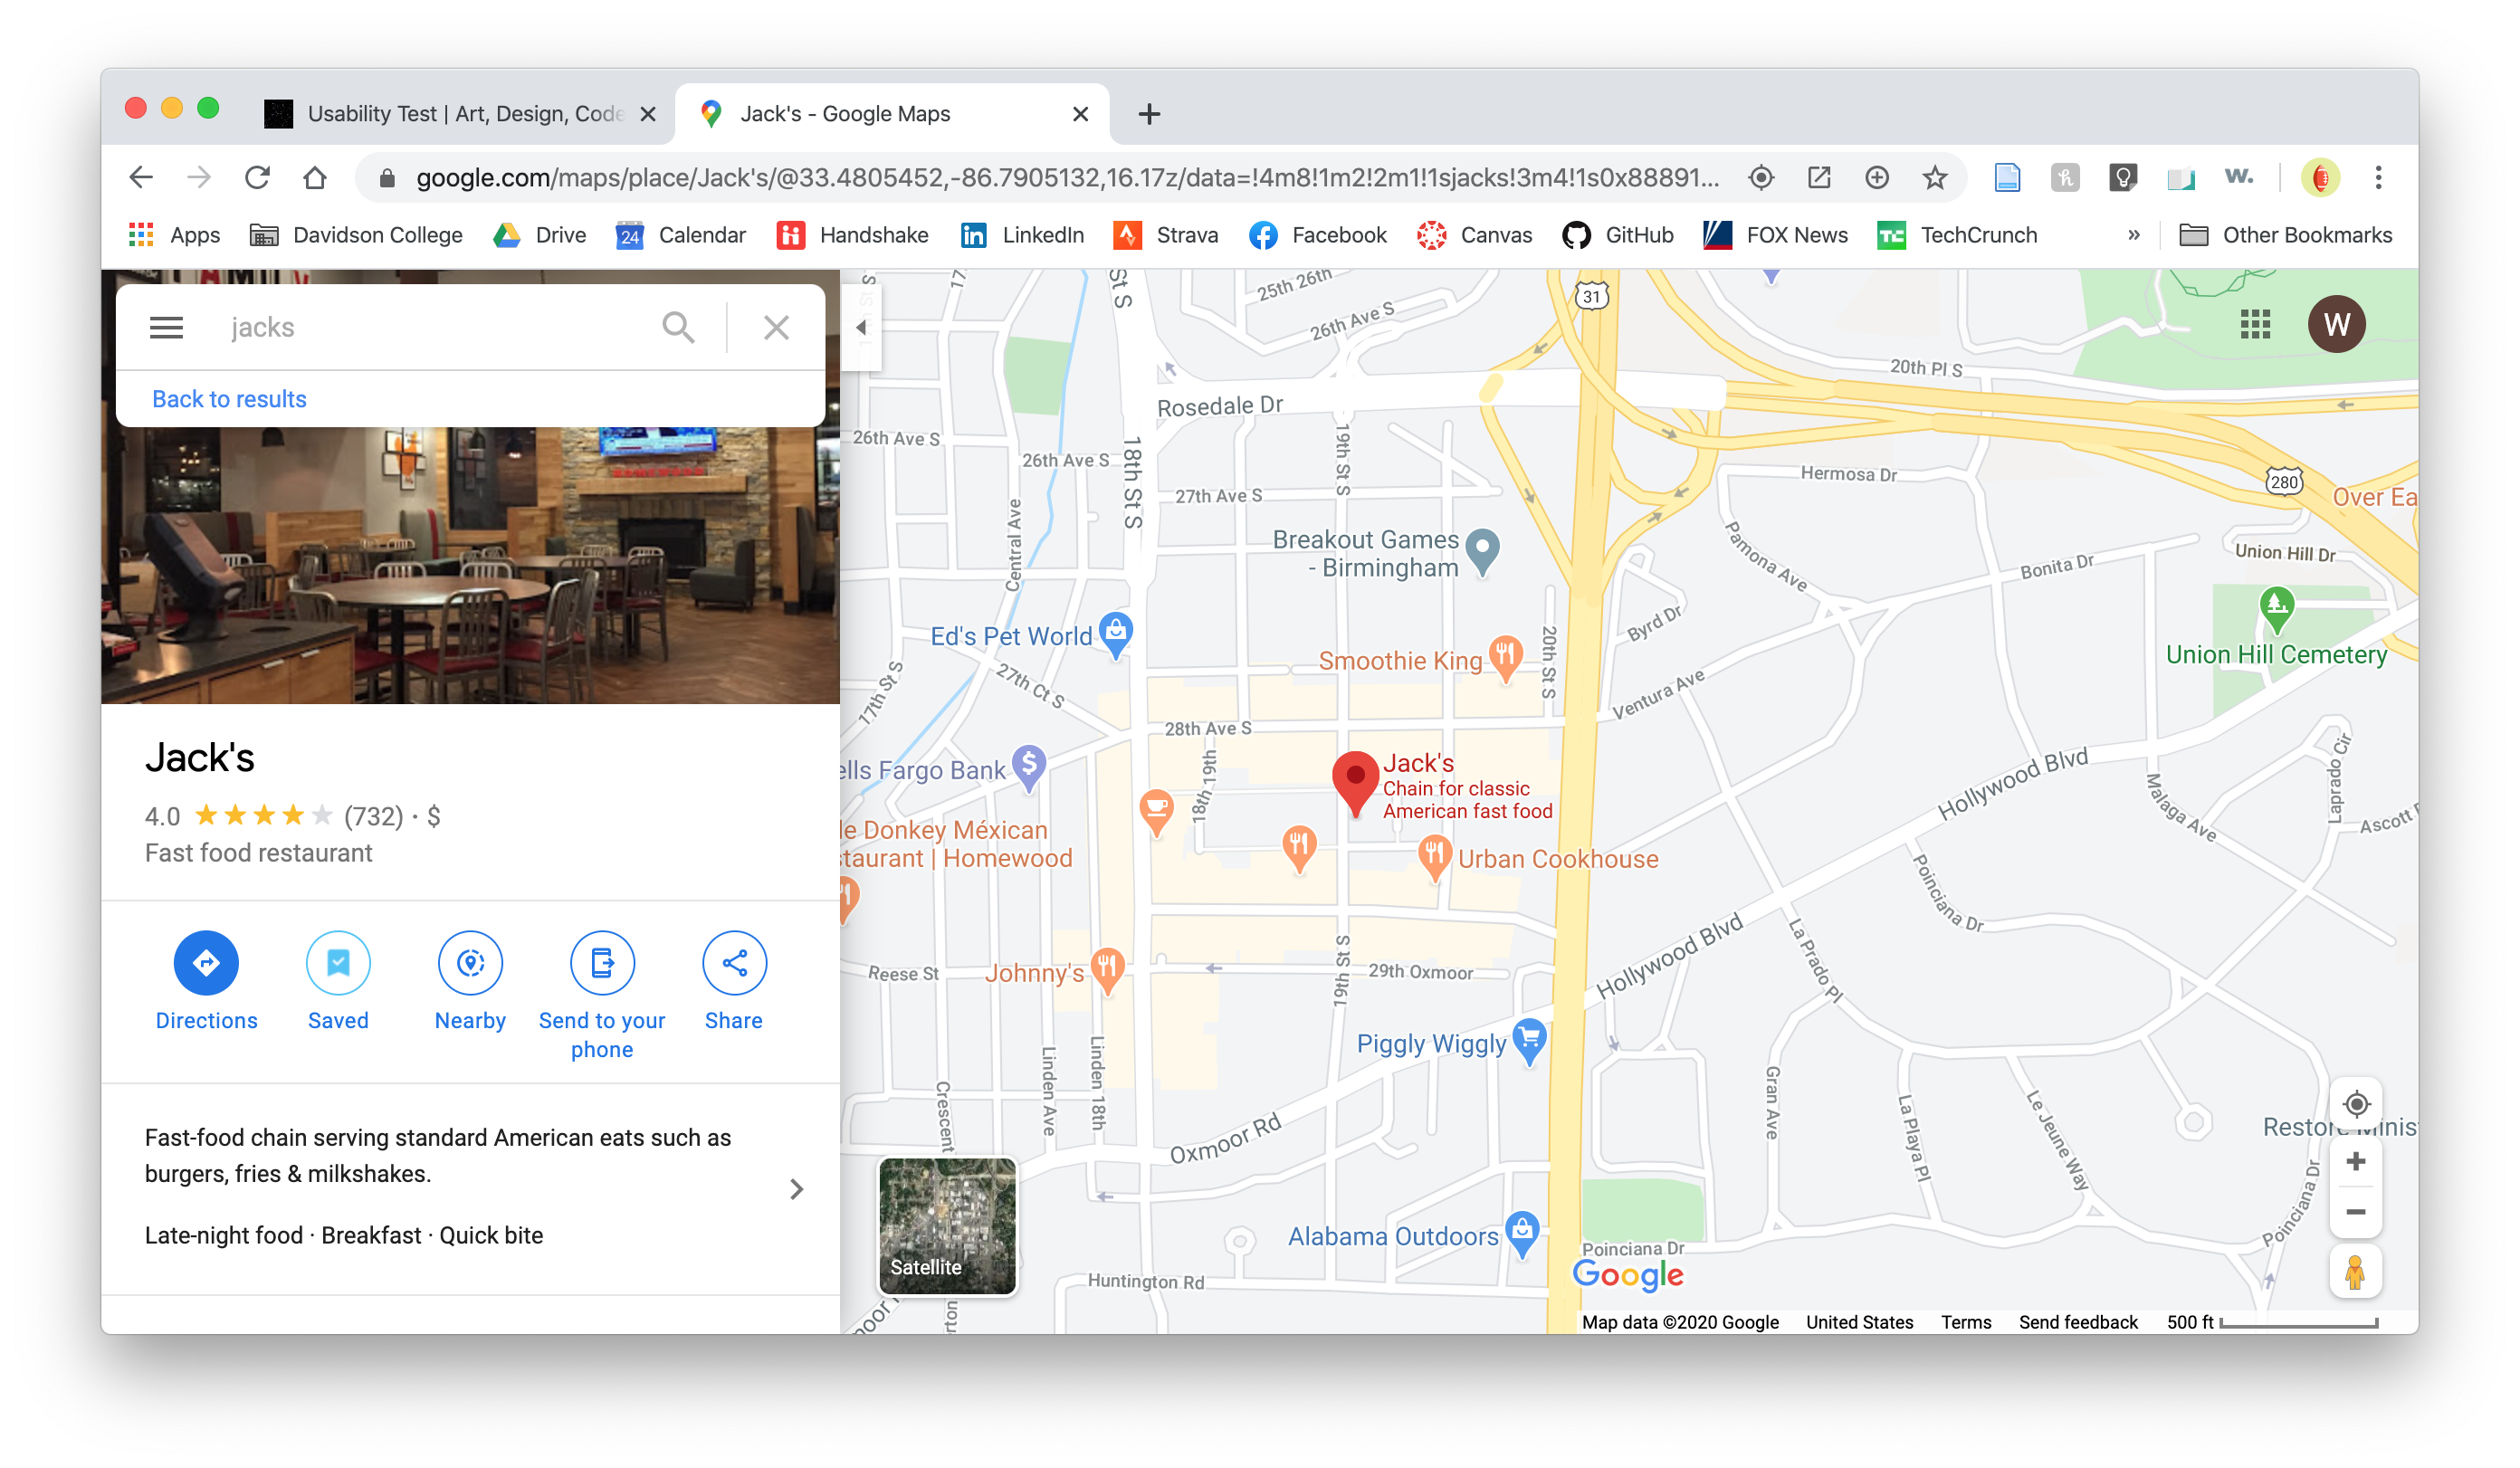 Usability Test | Art, Design, Code
Jack's - Google Maps
google.com/maps/place/Jack's/@33.4805452,-86.7905132,16.17z/data=!4m8!1m2!2m1!1sjacks!3m4!1s0x88891...
w.
Apps
Davidson College
Drive
24
Calendar
Handshake
LinkedIn
Strava
Facebook
Canvas
GitHub
FOX News
TechCrunch
»
Other Bookmarks
jacks
Back to results
Jack's
4.0 (732) · $
Fast food restaurant
Directions
Saved
Nearby
Send to your
phone
Share
Fast-food chain serving standard American eats such as
burgers, fries & milkshakes.
Late-night food · Breakfast · Quick bite
W
St S
25th 26th
26th Ave S
31
20th Pl S
Rosedale Dr
26th Ave S
26th Ave S
18th St S
19th St S
27th Ave S
Hermosa Dr
280
Over Ea
Central Ave
Breakout Games
- Birmingham
Pamona Ave
Bonita Dr
Union Hill Dr
Ed's Pet World
Byrd Dr
Smoothie King
20th St S
Union Hill Cemetery
17th St S
27th Ct S
Ventura Ave
28th Ave S
ells Fargo Bank
18th 19th
Jack's
Chain for classic
American fast food
Hollywood Blvd
Malaga Ave
Laprado Cir
Ascott
le Donkey Méxican
staurant | Homewood
Urban Cookhouse
Poinciana Dr
Hollywood Blvd
La Prado Pl
Reese St
Johnny's
19th St S
29th Oxmoor
Piggly Wiggly
Linden Ave
Linden 18th
Crescent
Gran Ave
La Playa Pl
Le Jeune Way
Restore Minis
Oxmoor Rd
Poinciana Dr
Satellite
Alabama Outdoors
Poinciana Dr
Google
Huntington Rd
Map data ©2020 Google
United States
Terms
Send feedback
500 ft